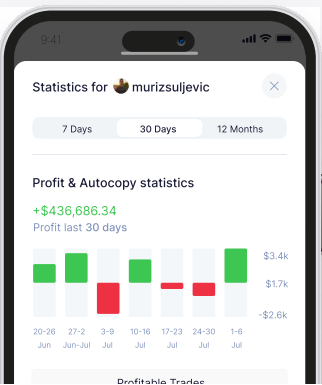 9:41
Statistics for murizsuljevic
7 Days 30 Days 12 Months
Profit & Autocopy statistics
+$436,686.34
Profit last 30 days
$3.4k
$1.7k
-$2.6k
20-26 27-2 3-9 10-16 17-23 24-30 1-6
Jun Jun-Jul Jul Jul Jul Jul Jul
Profitable Trades